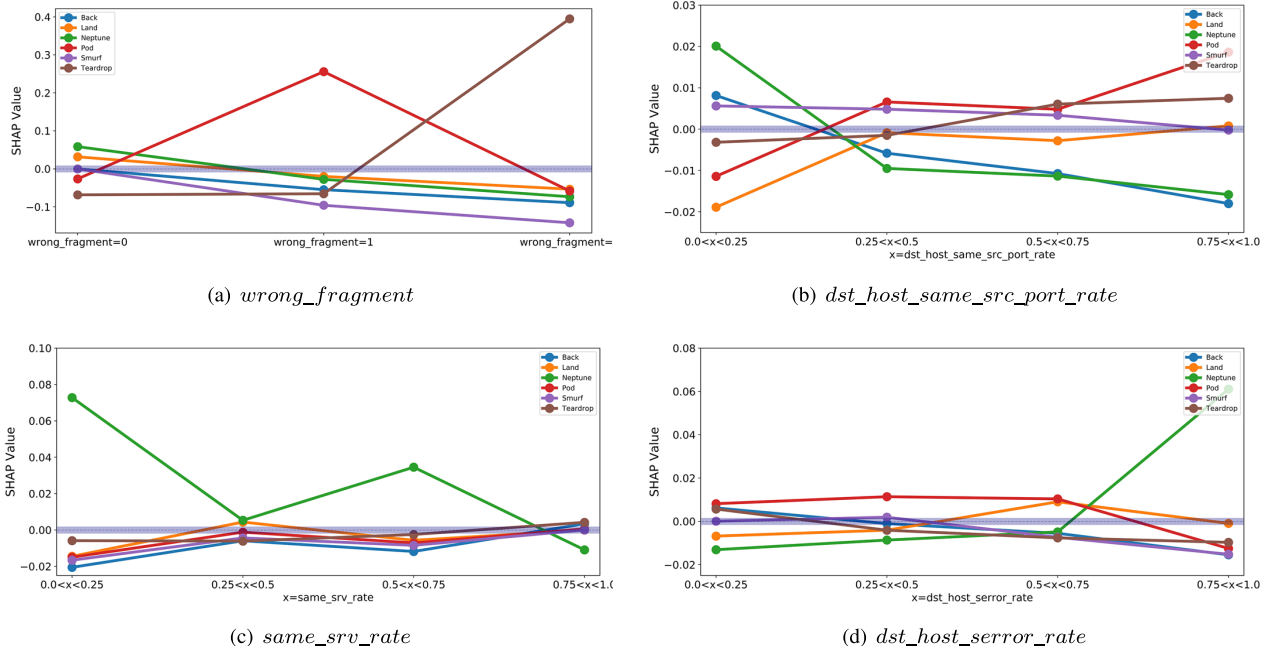 0.4
0.3
0.2
0.1
0.0
−0.1
SHAP Value
Back
Land
Neptune
Pod
Smurf
Teardrop
wrong_fragment=0
wrong_fragment=1
wrong_fragment=
(a) wrong_fragment
0.03
0.02
0.01
0.00
−0.01
−0.02
SHAP Value
Back
Land
Neptune
Pod
Smurf
Teardrop
0.0<x<0.25
0.25<x<0.5
0.5<x<0.75
0.75<x<1.0
x=dst_host_same_src_port_rate
(b) dst_host_same_src_port_rate
0.10
0.08
0.06
0.04
0.02
0.00
−0.02
SHAP Value
Back
Land
Neptune
Pod
Smurf
Teardrop
0.0<x<0.25
0.25<x<0.5
0.5<x<0.75
0.75<x<1.0
x=same_srv_rate
(c) same_srv_rate
0.08
0.06
0.04
0.02
0.00
−0.02
SHAP Value
Back
Land
Neptune
Pod
Smurf
Teardrop
0.0<x<0.25
0.25<x<0.5
0.5<x<0.75
0.75<x<1.0
x=dst_host_serror_rate
(d) dst_host_serror_rate